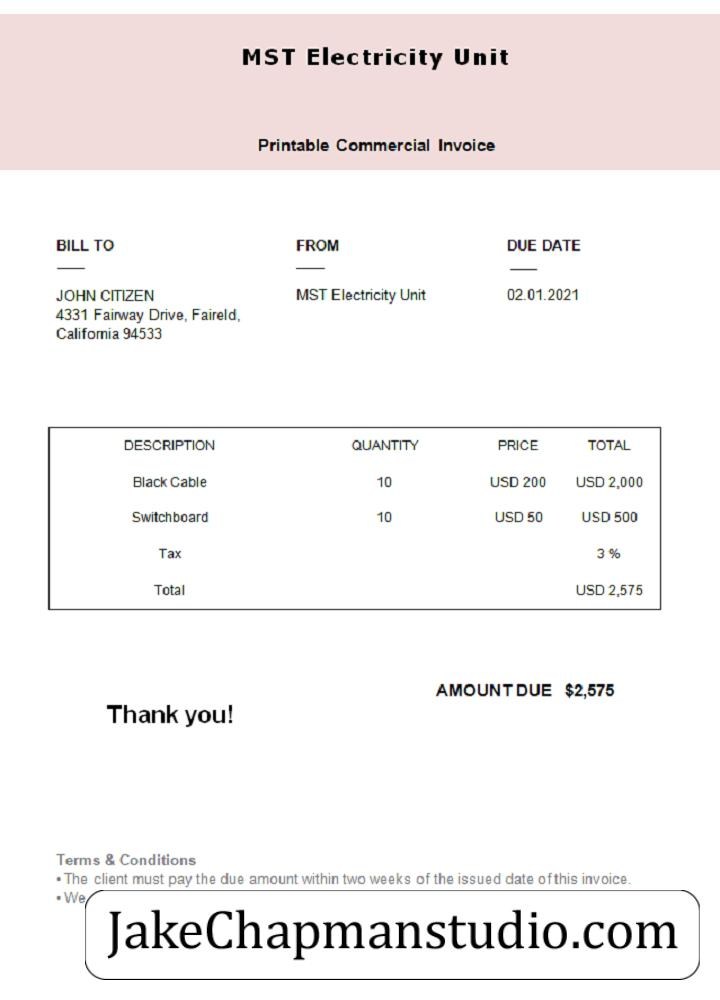 MST Electricity Unit
Printable Commercial Invoice
BILL TO FROM DUE DATE
JOHN CITIZEN MST Electricity Unit 02.01.2021
4331 Fairway Drive, Faireld,
California 94533
DESCRIPTION QUANTITY PRICE TOTAL
Black Cable 10 USD 200 USD 2,000
Switchboard 10 USD 50 USD 500
Tax 3 %
Total USD 2,575
AMOUNT DUE $2,575
Thank you!
Terms & Conditions
• The client must pay the due amount within two weeks of the issued date of this invoice.
• We
JakeChapmanstudio.com